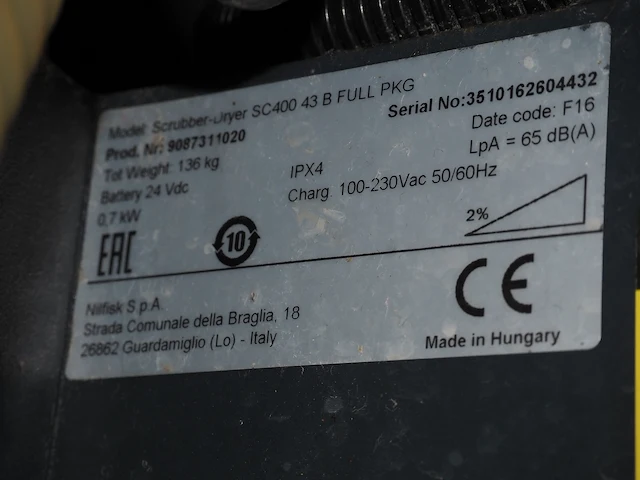 Model: Scrubber-Dryer SC400 43 B FULL PKG
Prod. Nr: 9087311020
Serial No:3510162604432
Tot Weight: 136 kg
Date code: F16
Battery 24 Vdc
IPX4
LpA = 65 dB(A)
0,7 kW
Charg. 100-230Vac 50/60Hz
2%
EAC
10
CE
Nilfisk S.p.A.
Strada Comunale della Braglia, 18
26862 Guardamiglio (Lo) - Italy
Made in Hungary